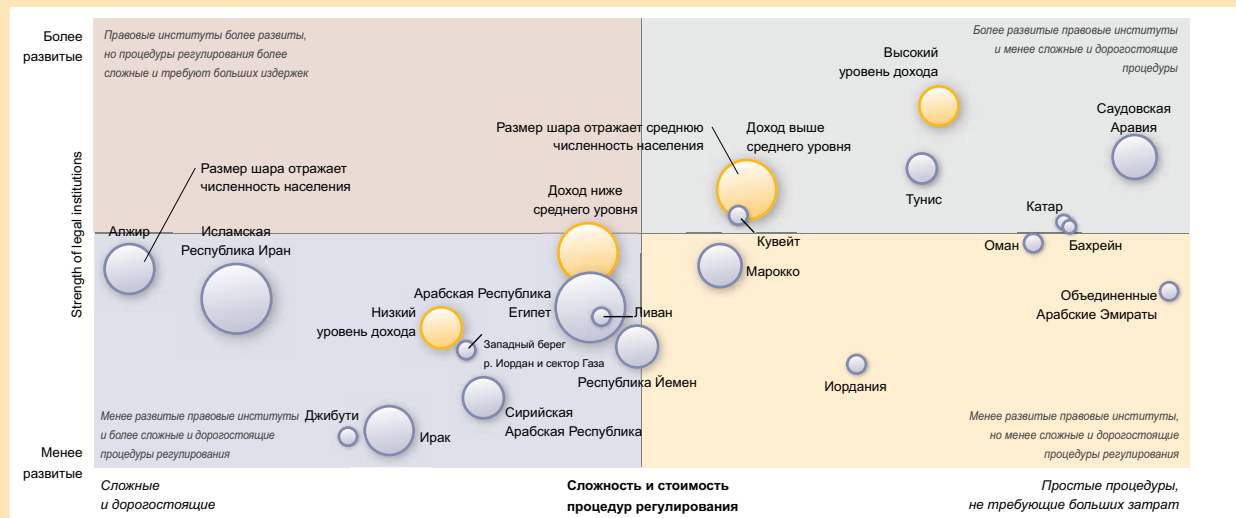 Более
развитые
Правовые институты более развиты,
но процедуры регулирования более
сложные и требуют больших издержек
Более развитые правовые институты
и менее сложные и дорогостоящие
процедуры
Высокий
уровень дохода
Саудовская
Аравия
Размер шара отражает среднюю
численность населения
Доход выше
среднего уровня
Размер шара отражает
численность населения
Доход ниже
среднего уровня
Тунис
Катар
Strength of legal institutions
Алжир
Исламская
Республика Иран
Кувейт
Оман
Бахрейн
Марокко
Арабская Республика
Египет
Ливан
Низкий
уровень дохода
Объединенные
Арабские Эмираты
Западный берег
р. Иордан и сектор Газа
Республика Йемен
Иордания
Джибути
Ирак
Сирийская
Арабская Республика
Менее развитые правовые институты
и более сложные и дорогостоящие
процедуры регулирования
Менее развитые правовые институты,
но менее сложные и дорогостоящие
процедуры регулирования
Менее
развитые
Сложные
и дорогостоящие
Сложность и стоимость
процедур регулирования
Простые процедуры,
не требующие больших затрат